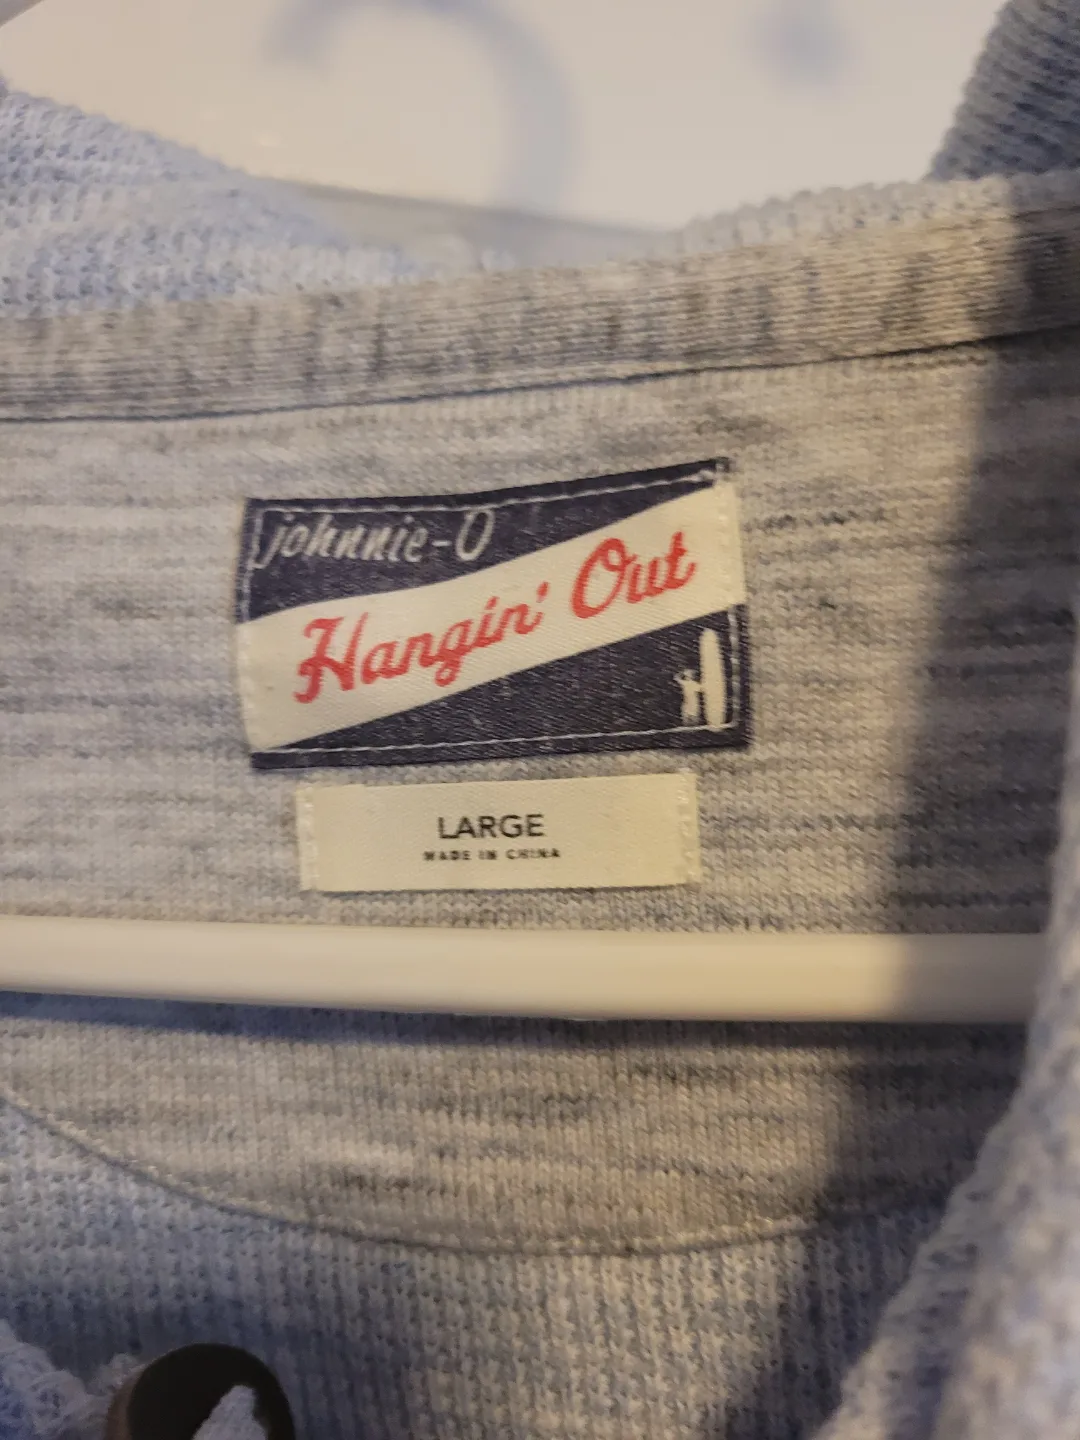 johnnie-O
Hangin' Out
LARGE
MADE IN CHINA